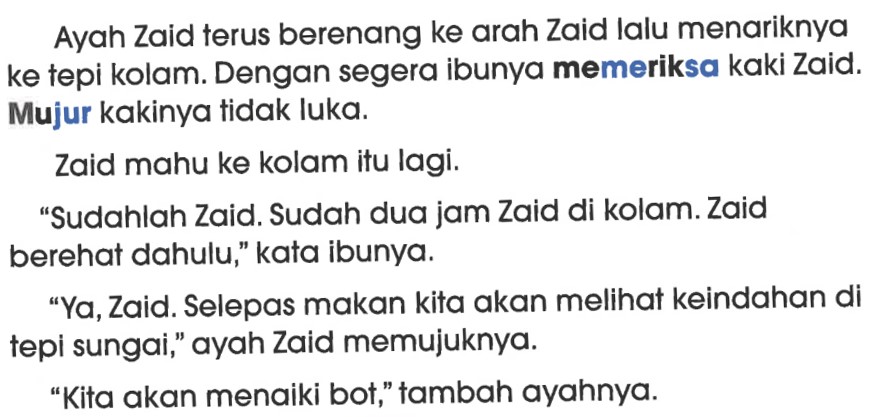 Ayah Zaid terus berenang ke arah Zaid lalu menariknya
ke tepi kolam. Dengan segera ibunya memeriksa kaki Zaid.
Mujur kakinya tidak luka.
Zaid mahu ke kolam itu lagi.
“Sudahlah Zaid. Sudah dua jam Zaid di kolam. Zaid
berehat dahulu,” kata ibunya.
“Ya, Zaid. Selepas makan kita akan melihat keindahan di
tepi sungai,” ayah Zaid memujuknya.
“Kita akan menaiki bot,” tambah ayahnya.